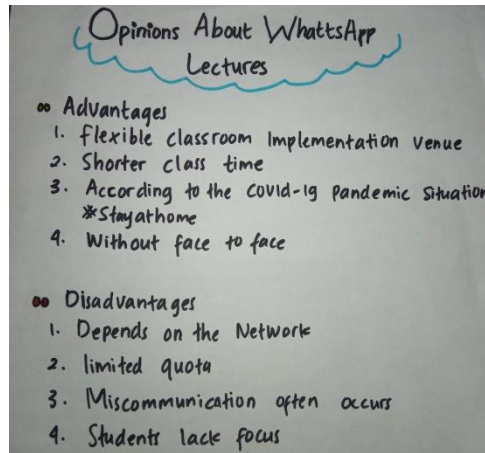 Opinions About WhattsApp
Lectures
∞ Advantages
1. flexible classroom Implementation Venue
2. Shorter class time
3. According to the Covid-19 Pandemic Situation
*Stayathome
4. Without face to face
∞ Disadvantages
1. Depends on the Network
2. limited quota
3. Miscommunication often occurs
4. Students lack focus